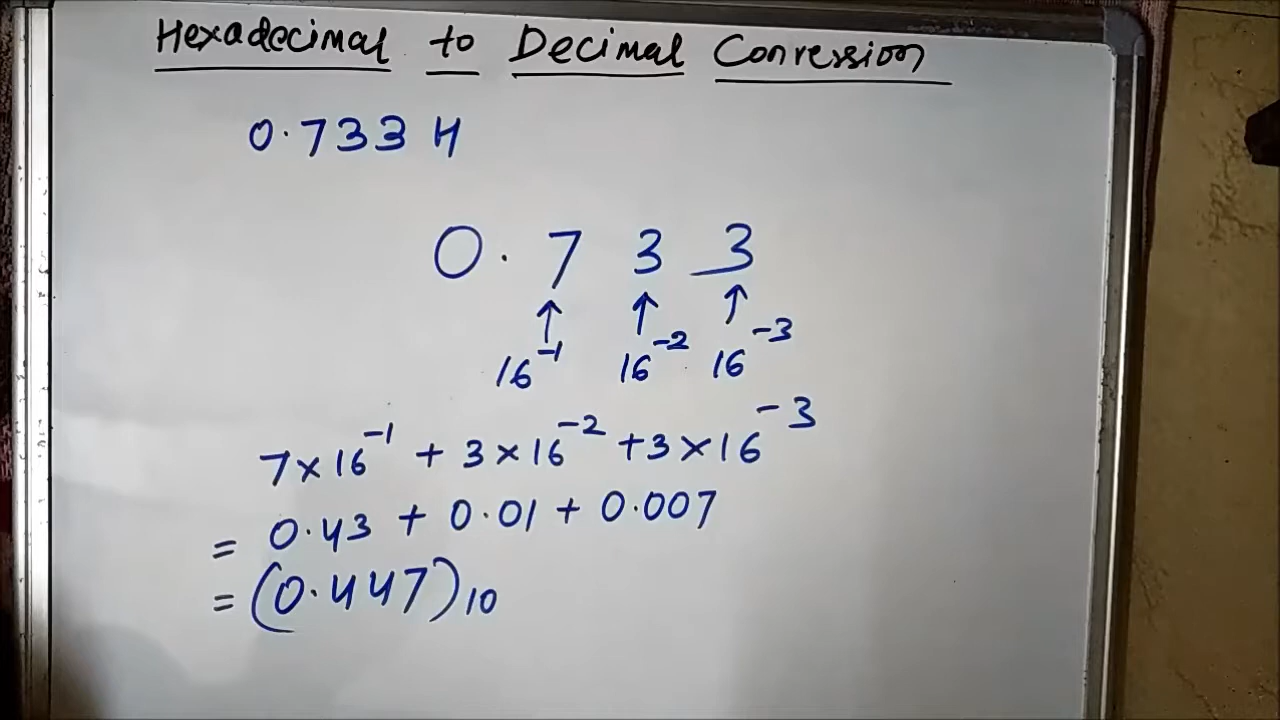 Hexadecimal to Decimal Conression
0.733 H
0. 7 3 3
↑ ↑ ↑
16⁻¹ 16⁻² 16⁻³
7×16⁻¹ + 3×16⁻² +3×16⁻³
= 0.43 + 0.01 + 0.007
= (0.447)₁₀